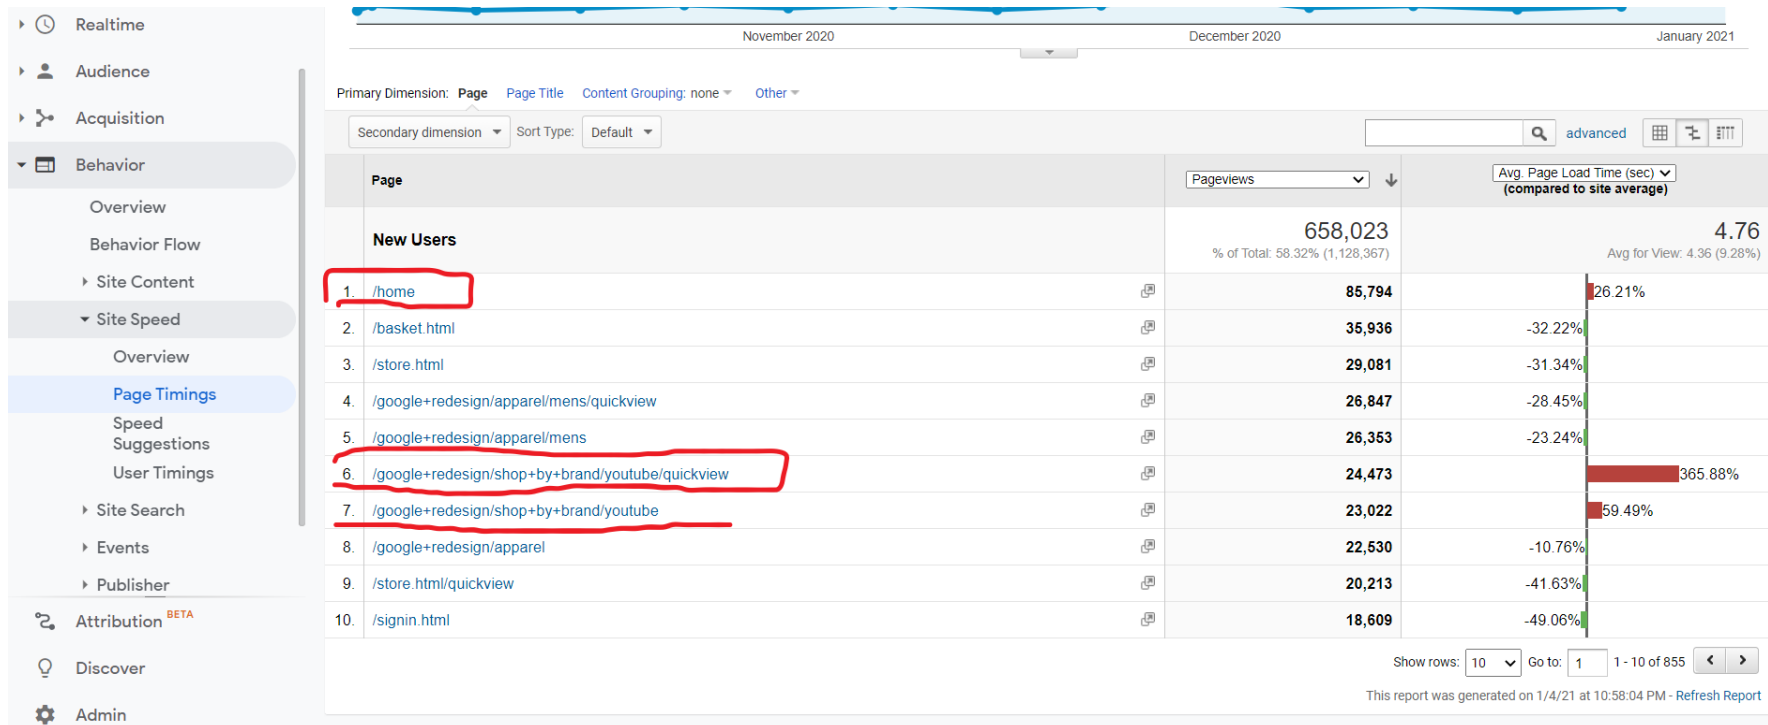 Realtime
Audience
Acquisition
Behavior
Overview
Behavior Flow
Site Content
Site Speed
Overview
Page Timings
Speed
Suggestions
User Timings
Site Search
Events
Publisher
Attribution BETA
Discover
Admin
November 2020 December 2020 January 2021
Primary Dimension: Page Page Title Content Grouping: none Other
Secondary dimension Sort Type: Default advanced
Page Pageviews Avg. Page Load Time (sec)
(compared to site average)
New Users 658,023 4.76
% of Total: 58.32% (1,128,367) Avg for View: 4.36 (9.28%)
1. /home 85,794 26.21%
2. /basket.html 35,936 -32.22%
3. /store.html 29,081 -31.34%
4. /google+redesign/apparel/mens/quickview 26,847 -28.45%
5. /google+redesign/apparel/mens 26,353 -23.24%
6. /google+redesign/shop+by+brand/youtube/quickview 24,473 365.88%
7. /google+redesign/shop+by+brand/youtube 23,022 59.49%
8. /google+redesign/apparel 22,530 -10.76%
9. /store.html/quickview 20,213 -41.63%
10. /signin.html 18,609 -49.06%
Show rows: 10 Go to: 1 1 - 10 of 855
This report was generated on 1/4/21 at 10:58:04 PM - Refresh Report